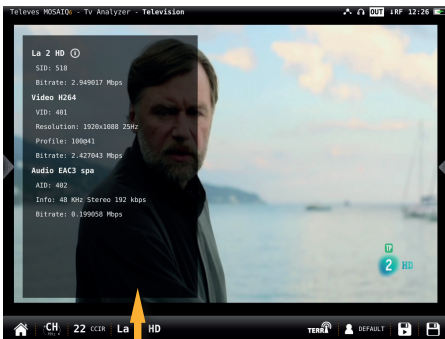 Televes MOSAIQ6 - Tv Analyzer - Television
OUT ↓RF 12:26
La 2 HD
SID: 518
Bitrate: 2.949017 Mbps
Video H264
VID: 401
Resolution: 1920x1088 25Hz
Profile: 100@41
Bitrate: 2.427043 Mbps
Audio EAC3 spa
AID: 402
Info: 48 KHz Stereo 192 kbps
Bitrate: 0.199058 Mbps
TP
2 HD
CH 22 CCIR La HD
TERR DEFAULT